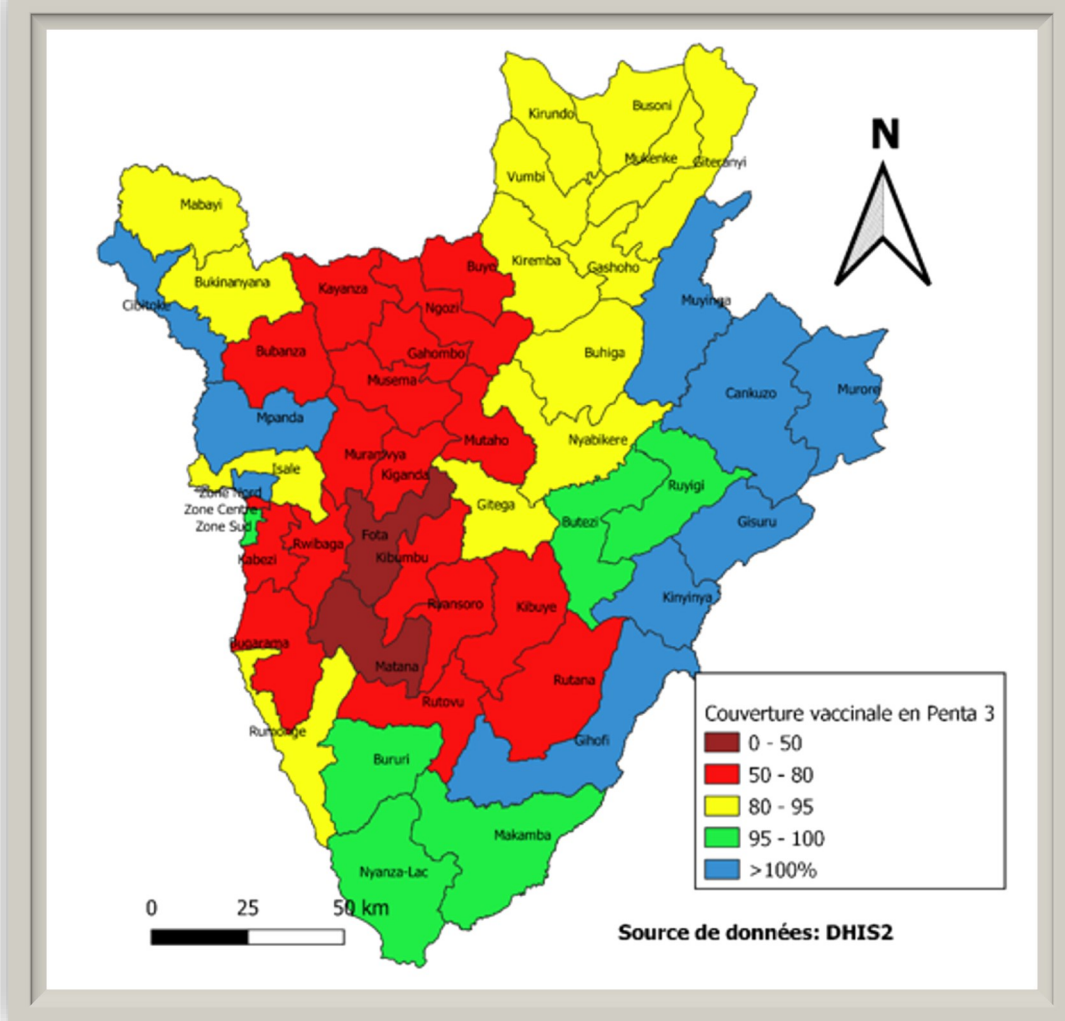 Kirundo
Busoni
N
Mukenke
Giteranyi
Vumbi
Mabayi
Kiremba
Gashoho
Buye
Bukinanyana
Kayanza
Muyinga
Cibitoke
Ngozi
Bubanza
Gahombo
Buhiga
Musema
Cankuzo
Murore
Mpanda
Mutaho
Nyabikere
Muramvya
Isale
Kiganda
Ruyigi
Zone Nord
Gitega
Zone Centre
Butezi
Gisuru
Zone Sud
Fota
Rwibaga
Kabezi
Kibumbu
Kinyinya
Ryansoro
Kibuye
Bugarama
Matana
Rutana
Rutovu
Couverture vaccinale en Penta 3
Rumonge
Gihofi
0 - 50
Bururi
50 - 80
80 - 95
Makamba
95 - 100
Nyanza-Lac
>100%
0 25 50 km
Source de données: DHIS2